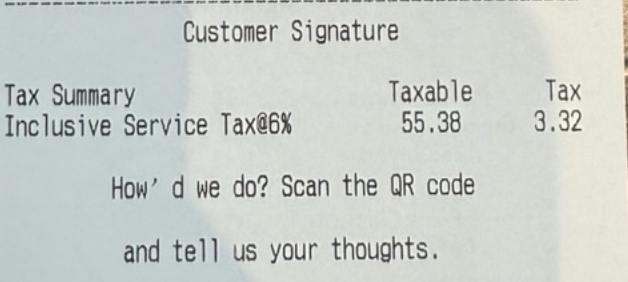 Customer Signature
Tax Summary Taxable Tax
Inclusive Service Tax@6% 55.38 3.32
How' d we do? Scan the QR code
and tell us your thoughts.